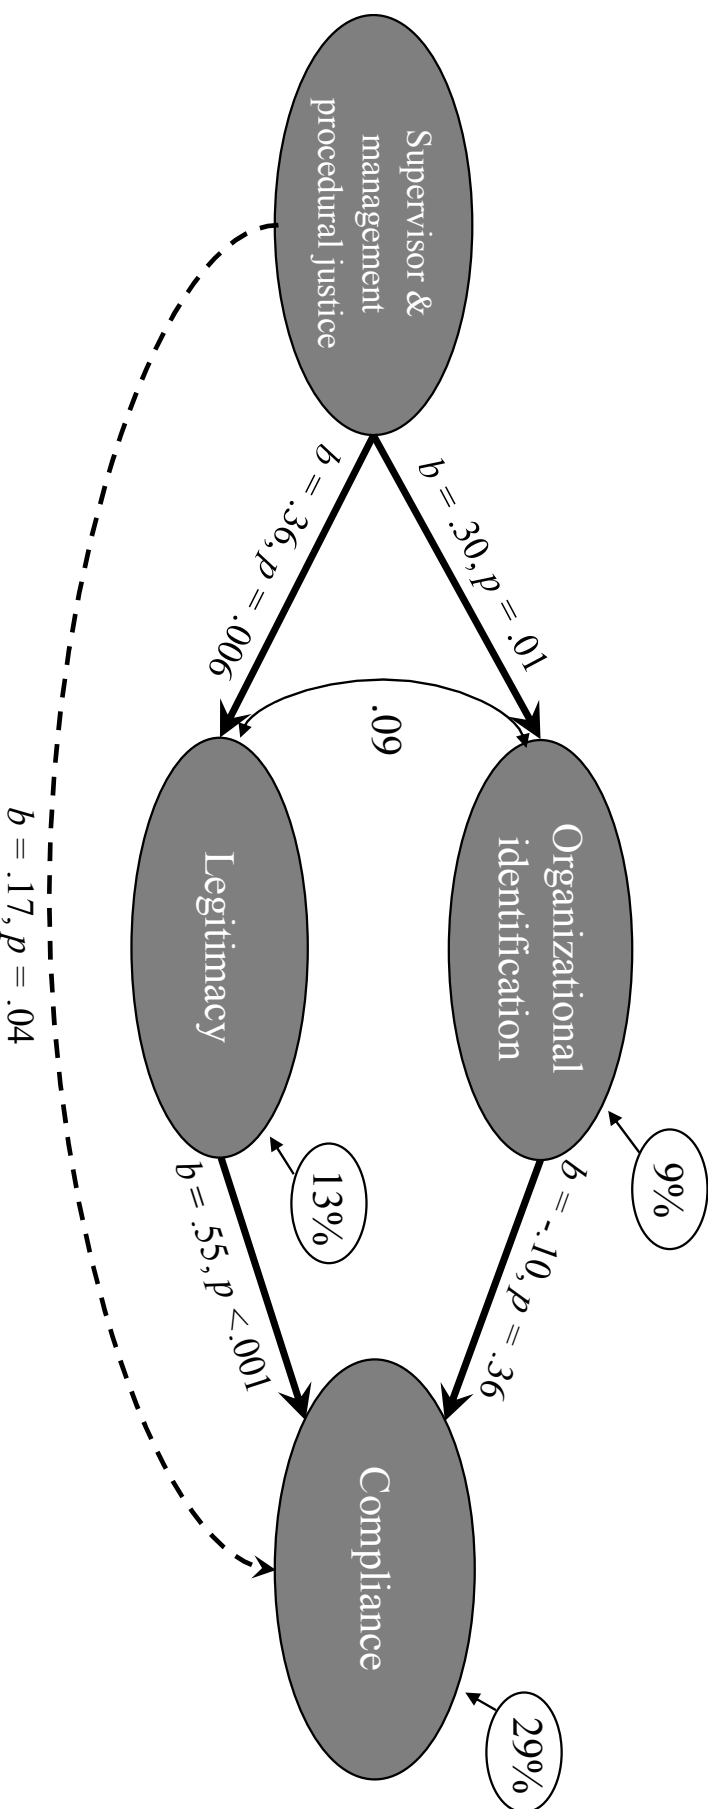 Supervisor &
management
procedural justice
b = .30, p = .01
b = .36, p = .006
.09
Organizational
identification
Legitimacy
9%
13%
b = -.10, p = .36
b = .55, p <.001
Compliance
29%
b = .17, p = .04